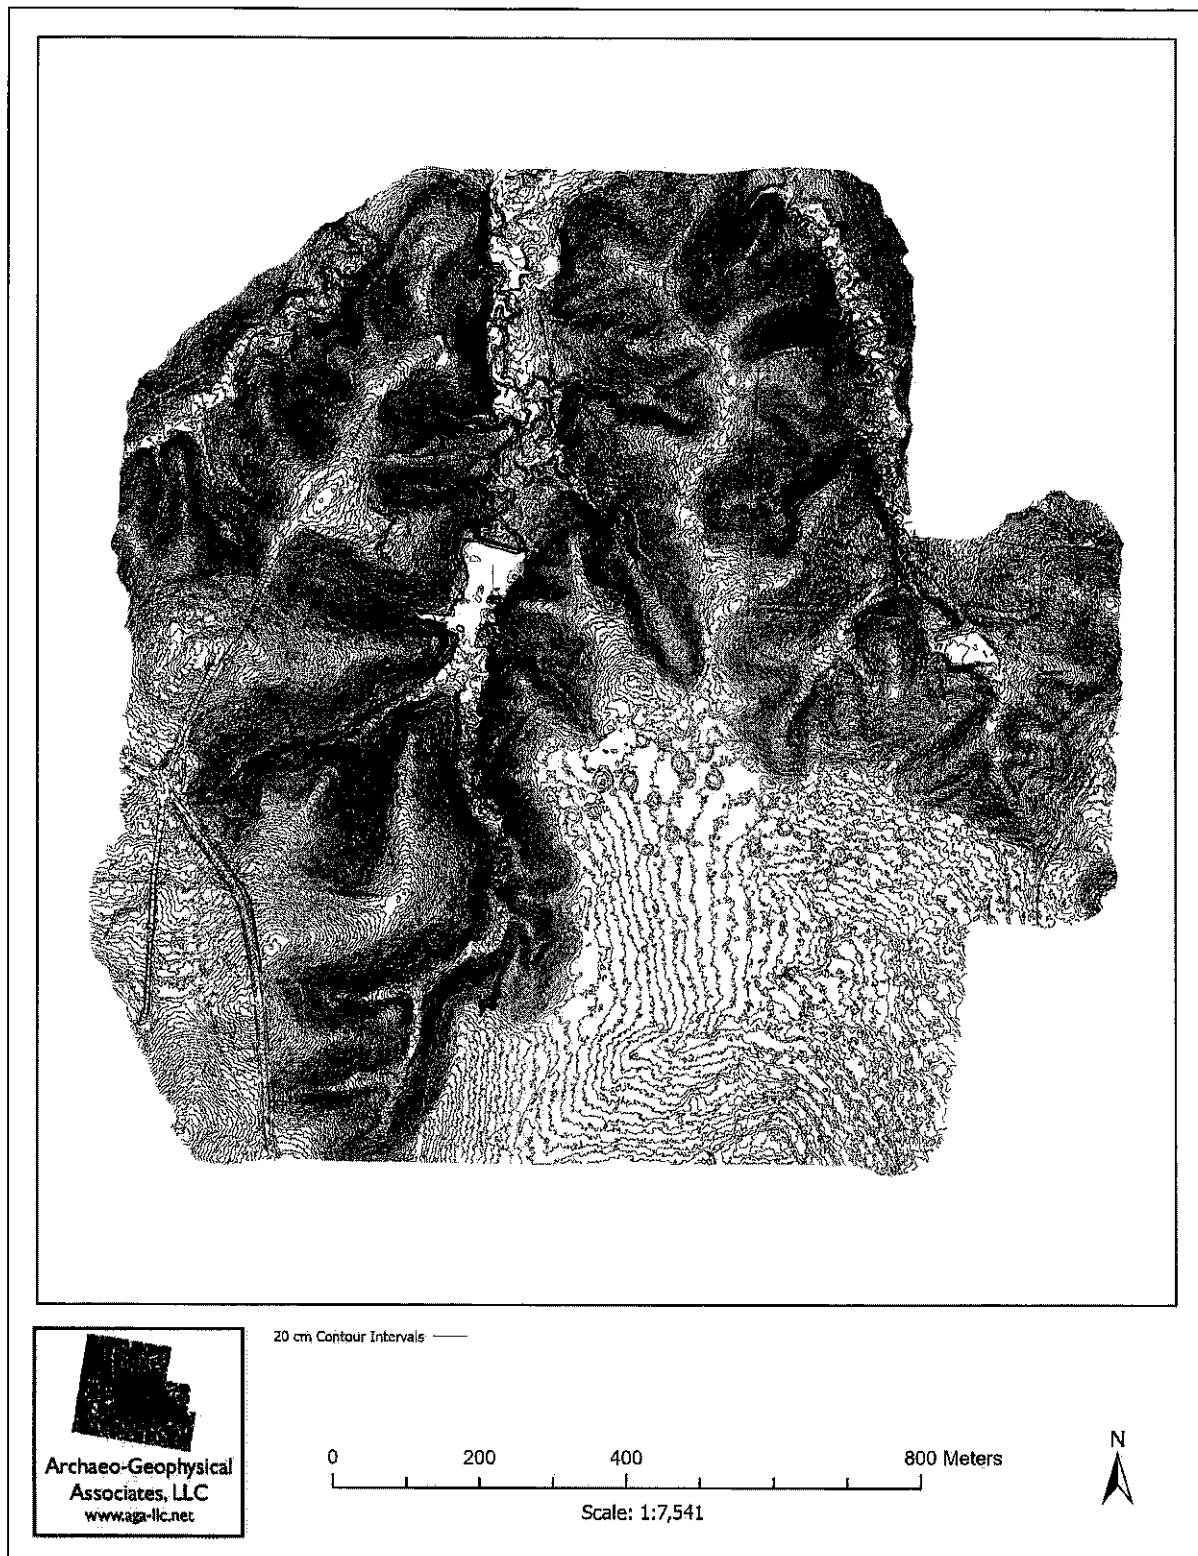 20 cm Contour Intervals
Archaeo-Geophysical
Associates, LLC
www.aga-llc.net
0 200 400 800 Meters
Scale: 1:7,541
N